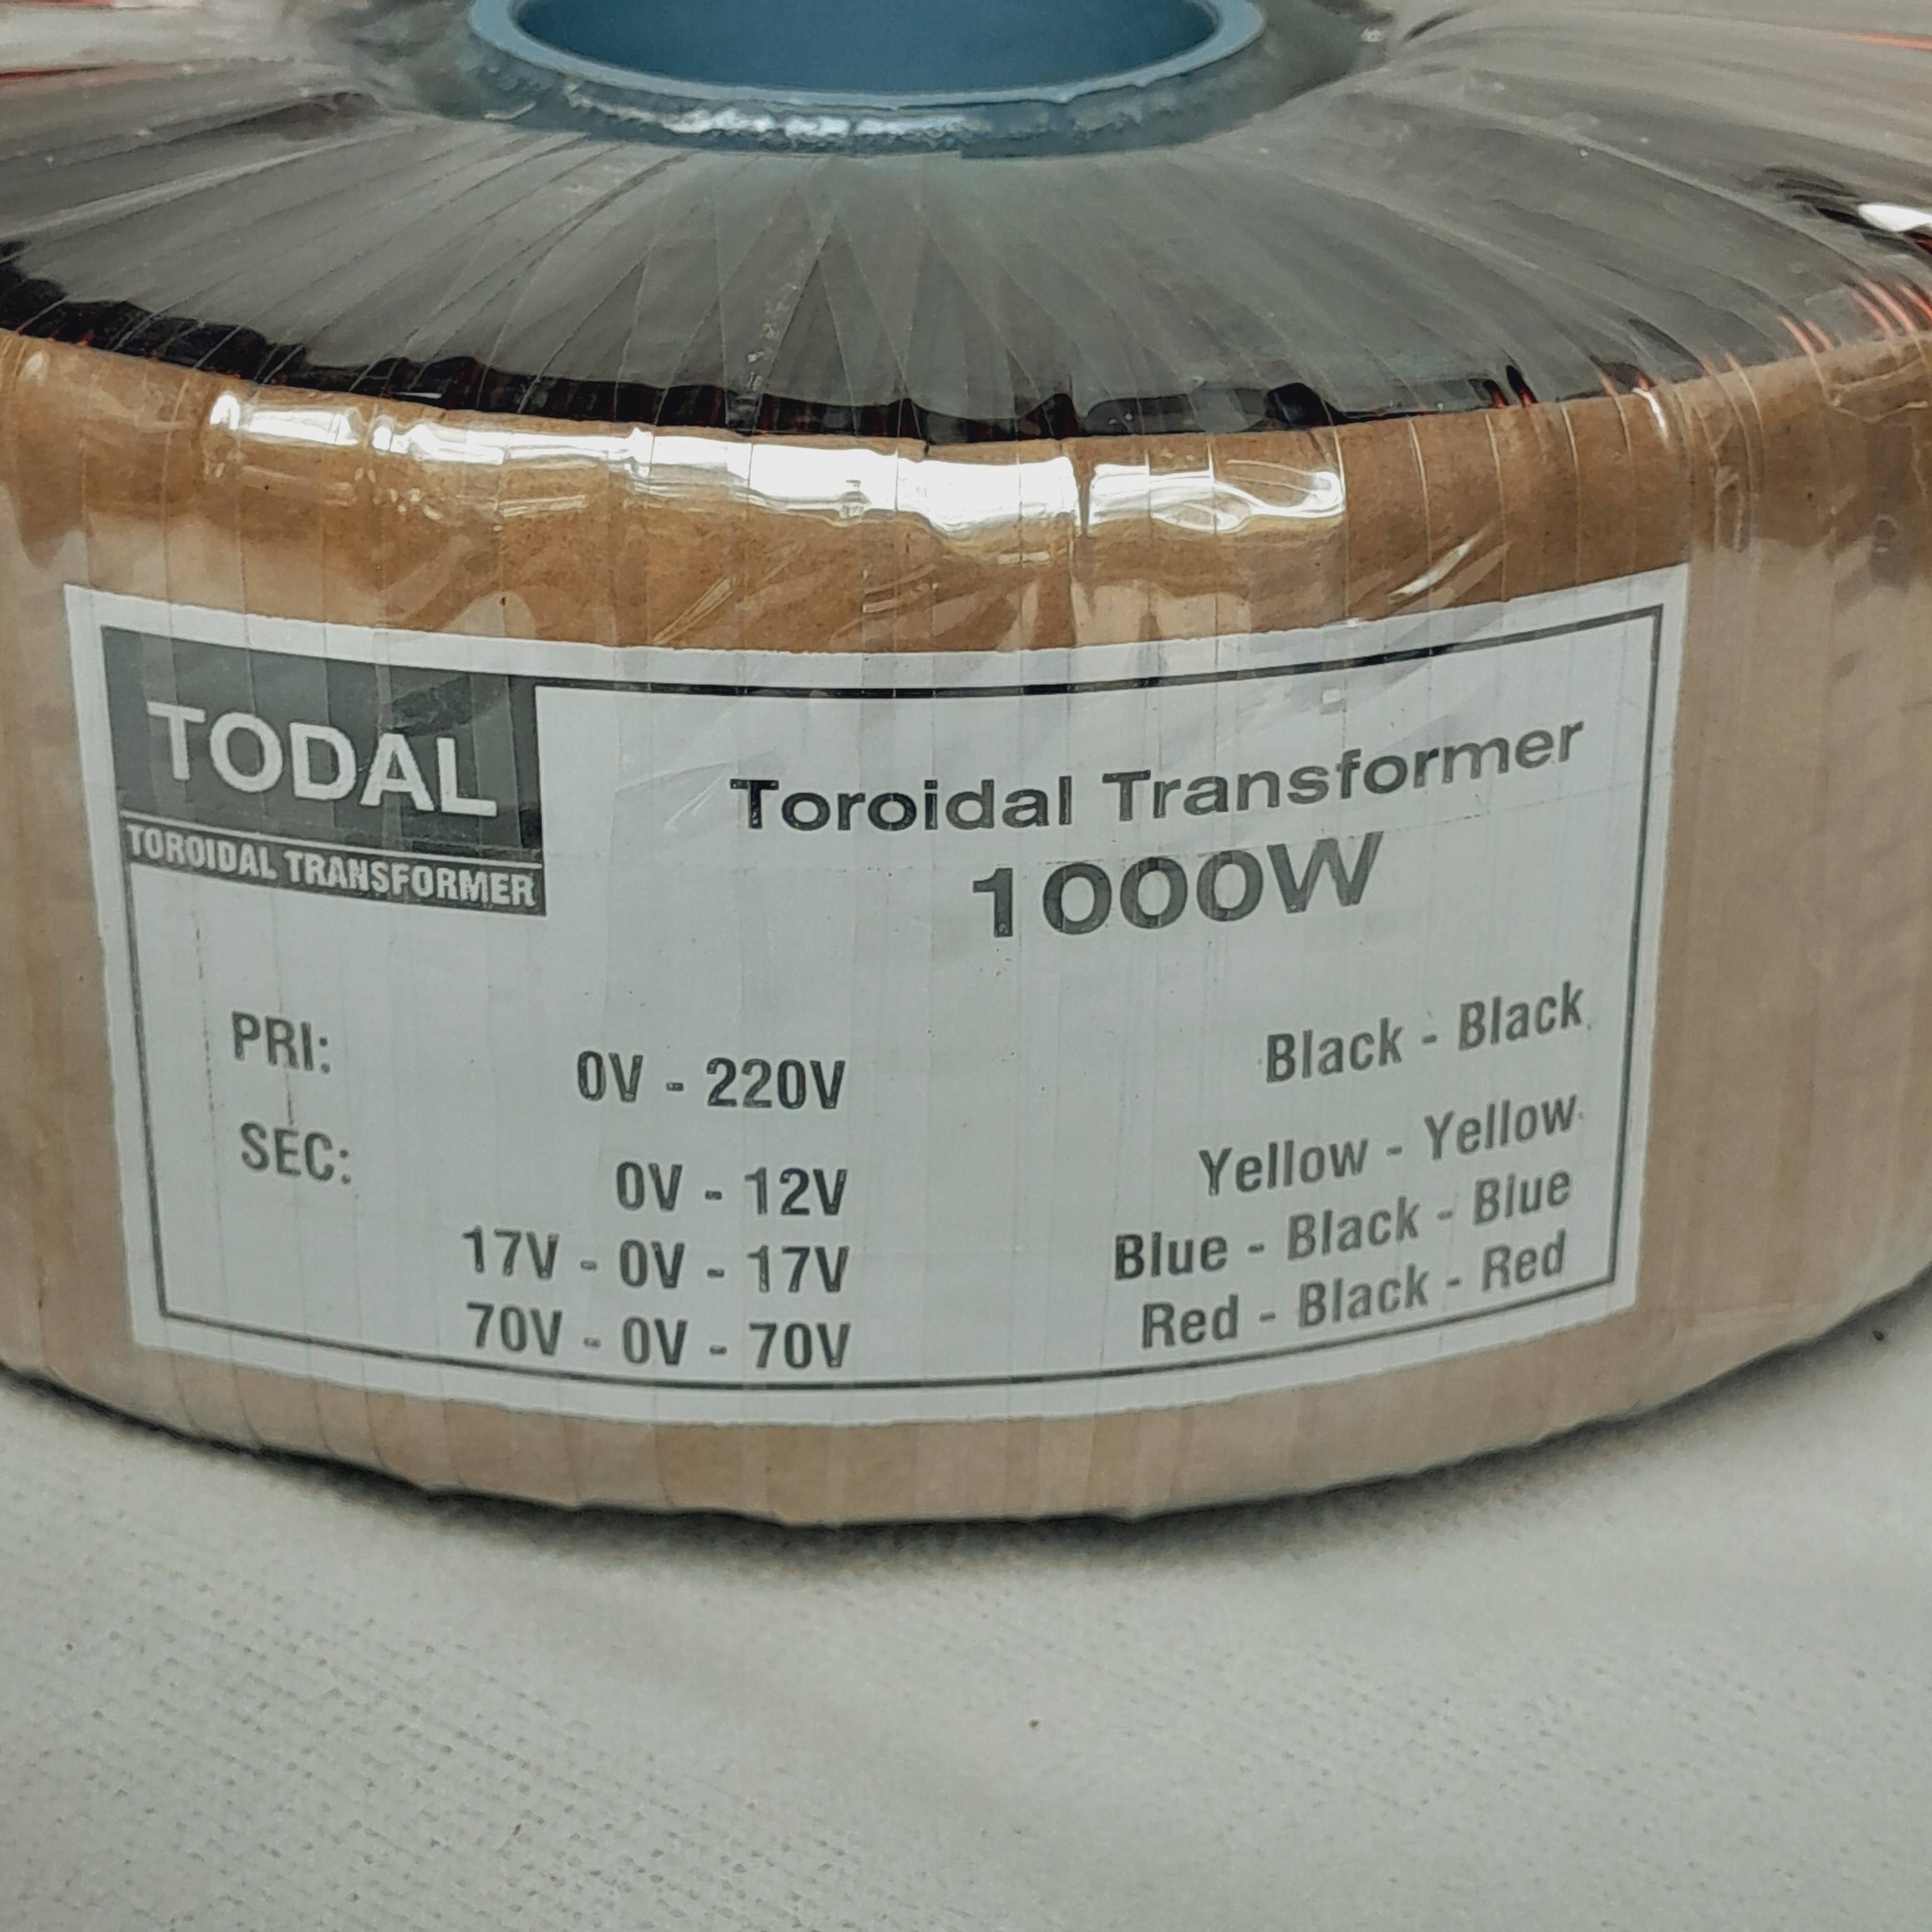 TODAL
TOROIDAL TRANSFORMER
Toroidal Transformer
1000W
PRI: 0V - 220V Black - Black
SEC: 0V - 12V Yellow - Yellow
17V - 0V - 17V Blue - Black - Blue
70V - 0V - 70V Red - Black - Red